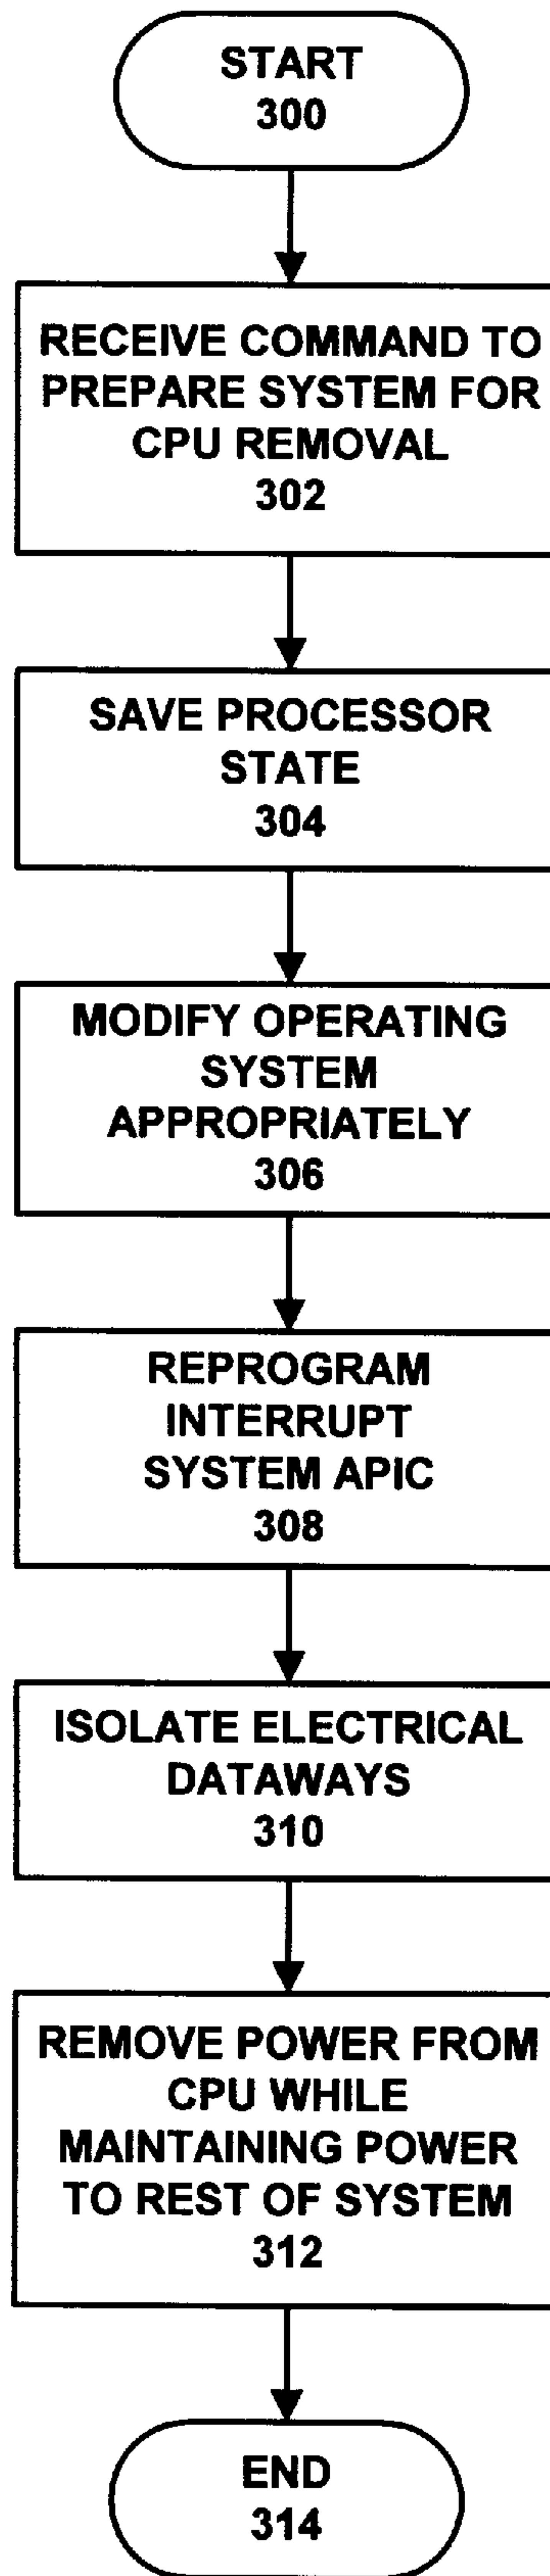 START
300
RECEIVE COMMAND TO
PREPARE SYSTEM FOR
CPU REMOVAL
302
SAVE PROCESSOR
STATE
304
MODIFY OPERATING
SYSTEM
APPROPRIATELY
306
REPROGRAM
INTERRUPT
SYSTEM APIC
308
ISOLATE ELECTRICAL
DATAWAYS
310
REMOVE POWER FROM
CPU WHILE
MAINTAINING POWER
TO REST OF SYSTEM
312
END
314